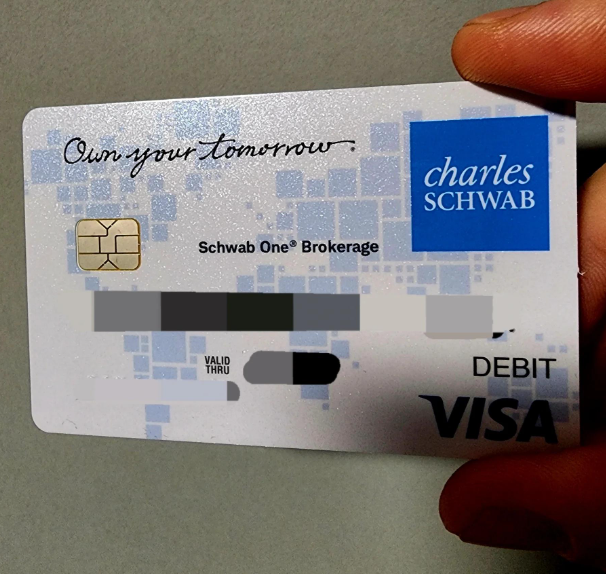 Own your tomorrow.
charles
SCHWAB
Schwab One® Brokerage
VALID
THRU
DEBIT
VISA